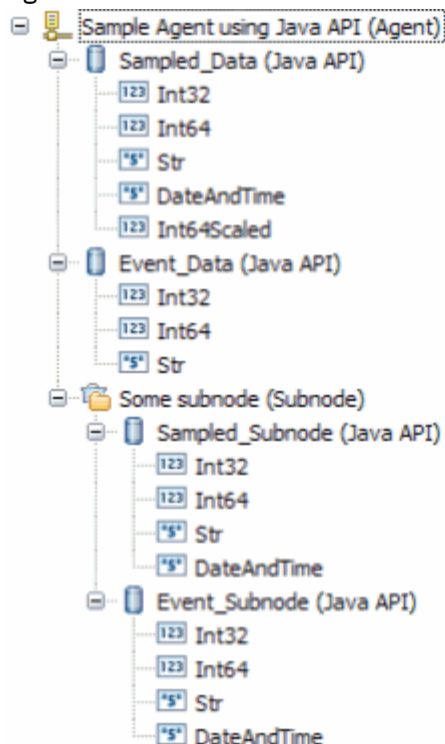 Sample Agent using Java API (Agent)
Sampled_Data (Java API)
123 Int32
123 Int64
"S" Str
"S" DateAndTime
123 Int64Scaled
Event_Data (Java API)
123 Int32
123 Int64
"S" Str
Some subnode (Subnode)
Sampled_Subnode (Java API)
123 Int32
123 Int64
"S" Str
"S" DateAndTime
Event_Subnode (Java API)
123 Int32
123 Int64
"S" Str
"S" DateAndTime